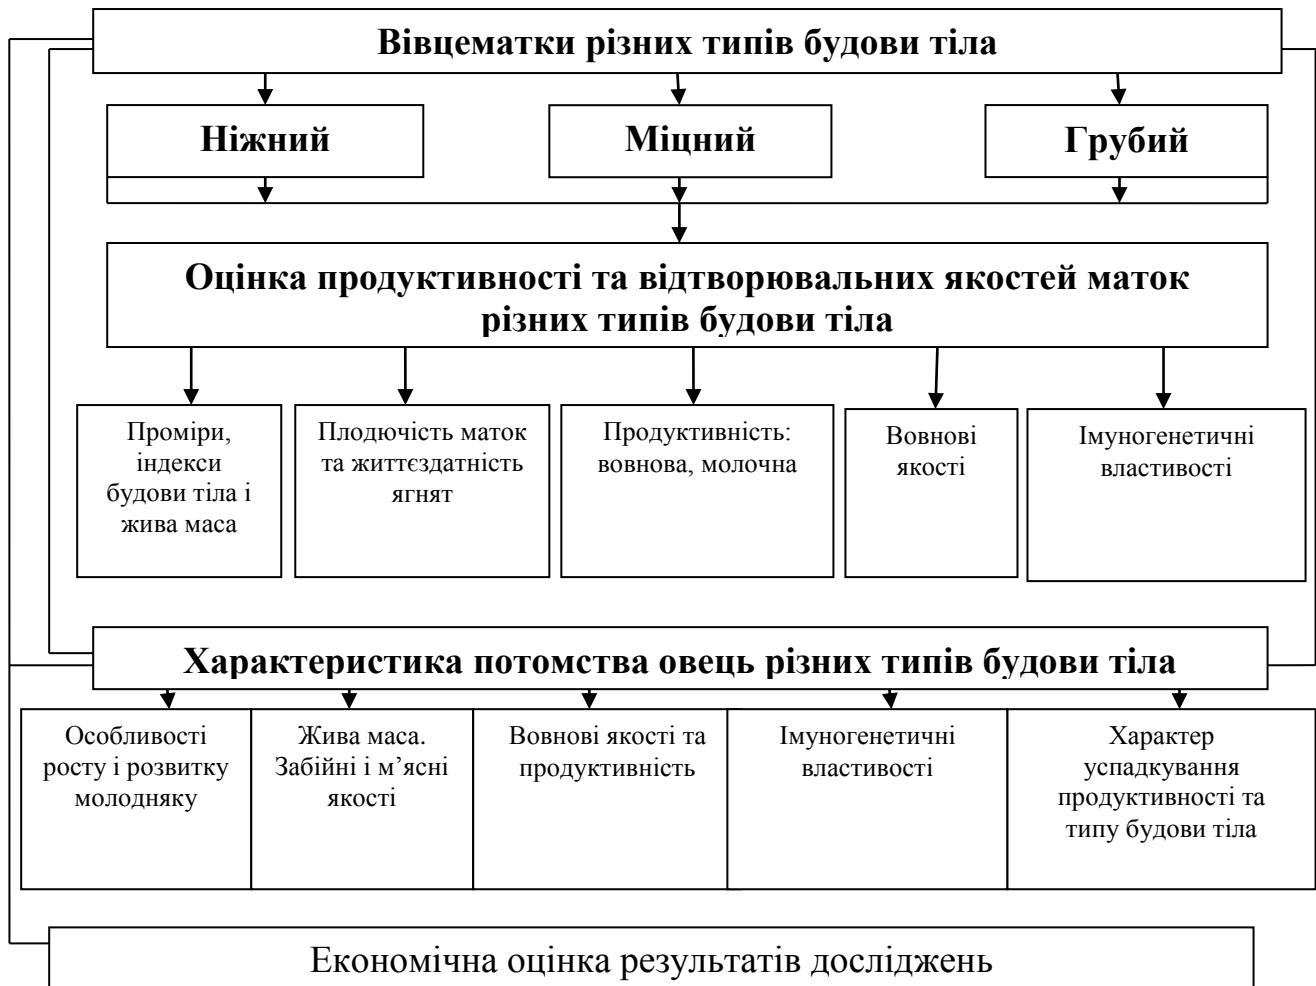 Вівцематки різних типів будови тіла
Ніжний
Міцний
Грубий
Оцінка продуктивності та відтворювальних якостей маток
різних типів будови тіла
Проміри,
індекси
будови тіла і
жива маса
Плодючість маток
та життєздатність
ягнят
Продуктивність:
вовнова, молочна
Вовнові
якості
Імуногенетичні
властивості
Характеристика потомства овець різних типів будови тіла
Особливості
росту і розвитку
молодняку
Жива маса.
Забійні і м’ясні
якості
Вовнові якості та
продуктивність
Імуногенетичні
властивості
Характер
успадкування
продуктивності та
типу будови тіла
Економічна оцінка результатів досліджень